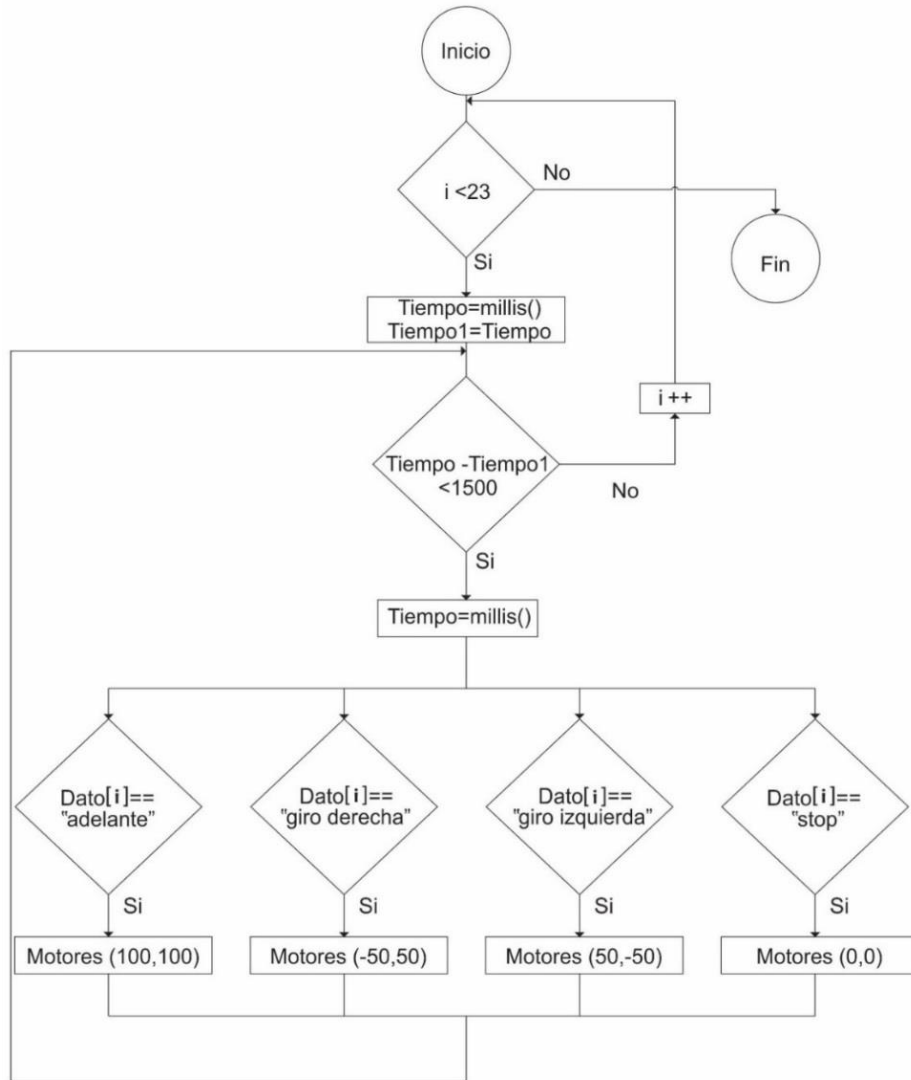 Inicio
i <23
No
Fin
Si
Tiempo=millis()
Tiempo1=Tiempo
i ++
Tiempo -Tiempo1
<1500
No
Si
Tiempo=millis()
Dato[i]==
"adelante"
Dato[i]==
"giro derecha"
Dato[i]==
"giro izquierda"
Dato[i]==
"stop"
Si
Si
Si
Si
Motores (100,100)
Motores (-50,50)
Motores (50,-50)
Motores (0,0)